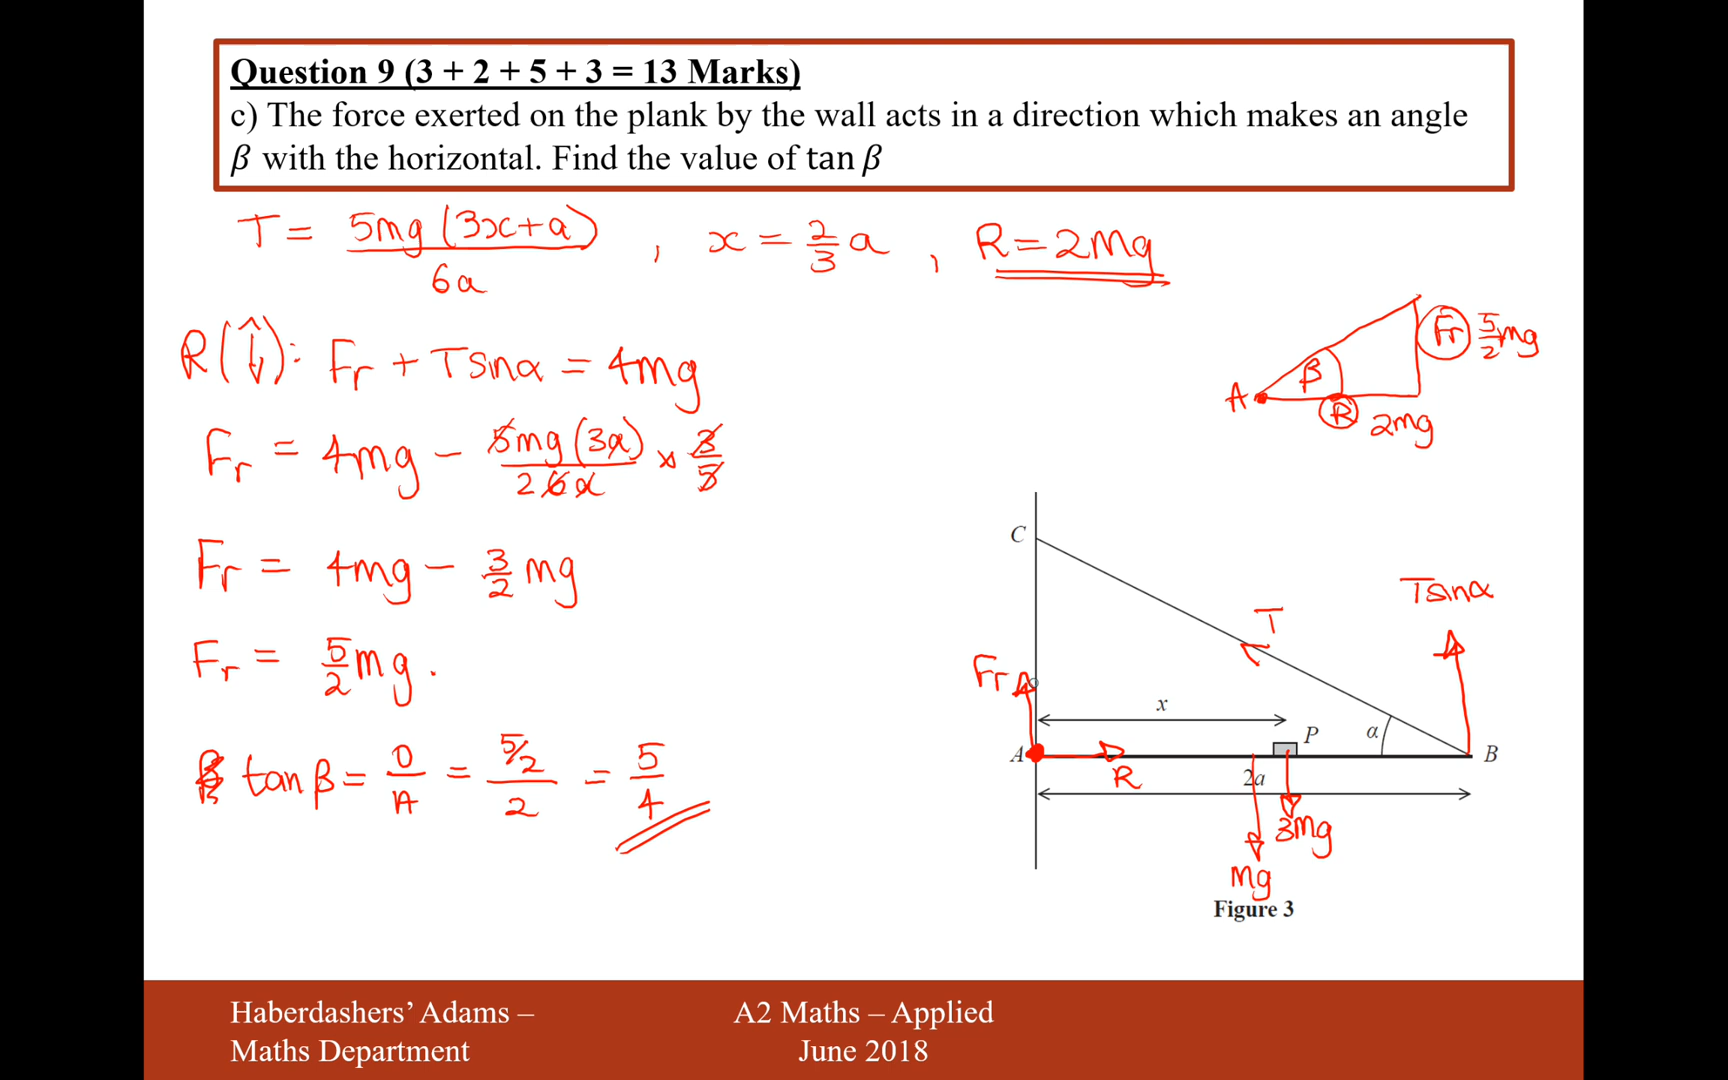 Question 9 (3 + 2 + 5 + 3 = 13 Marks)
c) The force exerted on the plank by the wall acts in a direction which makes an angle
β with the horizontal. Find the value of tan β
T = 5mg(3x+a)/6a , x = 2/3 a , R = 2Mg
R(↕): Fr + Tsinα = 4mg
Fr = 4mg − 5mg(3a)/2 6a × 3/5
Fr = 4mg − 3/2 mg
Fr = 5/2 mg.
tan β = O/A = 5/2/2 = 5/4
Fr 5/2 mg
β
A
R 2mg
C
Tsinα
T
Fr
x
P
α
A
B
R
2a
3Mg
Mg
Figure 3
Haberdashers' Adams –
Maths Department
A2 Maths – Applied
June 2018